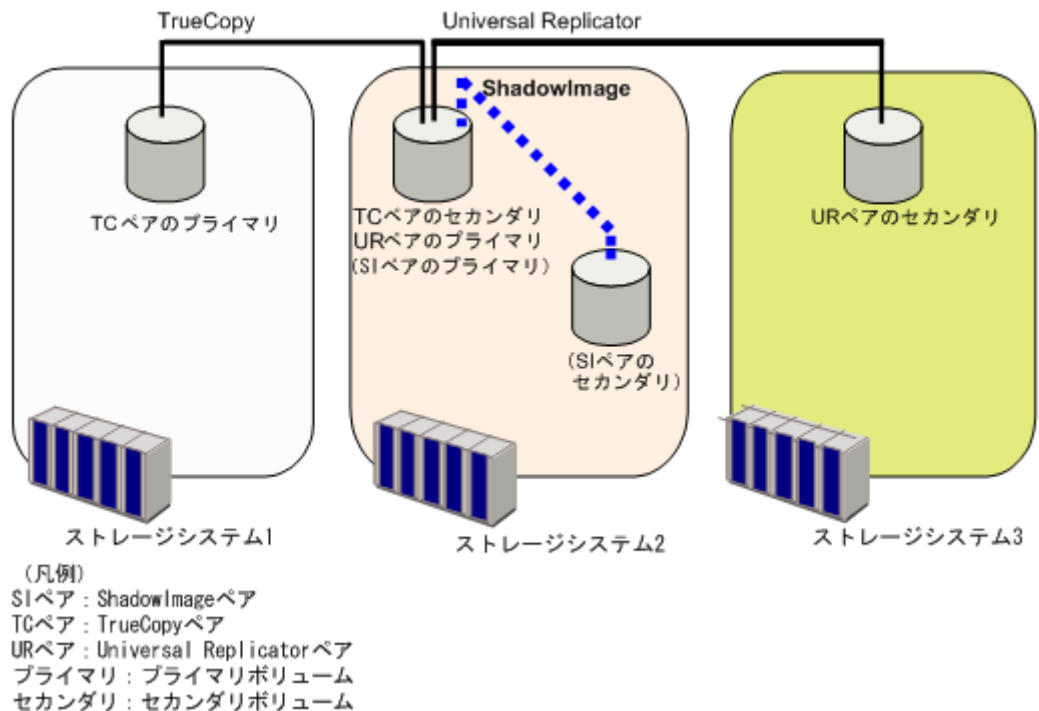 TrueCopy
Universal Replicator
ShadowImage
TCペアのプライマリ
TCペアのセカンダリ
URペアのプライマリ
(SIペアのプライマリ)
URペアのセカンダリ
(SIペアの
セカンダリ)
ストレージシステム1
ストレージシステム2
ストレージシステム3
(凡例)
SIペア：ShadowImageペア
TCペア：TrueCopyペア
URペア：Universal Replicatorペア
プライマリ：プライマリボリューム
セカンダリ：セカンダリボリューム